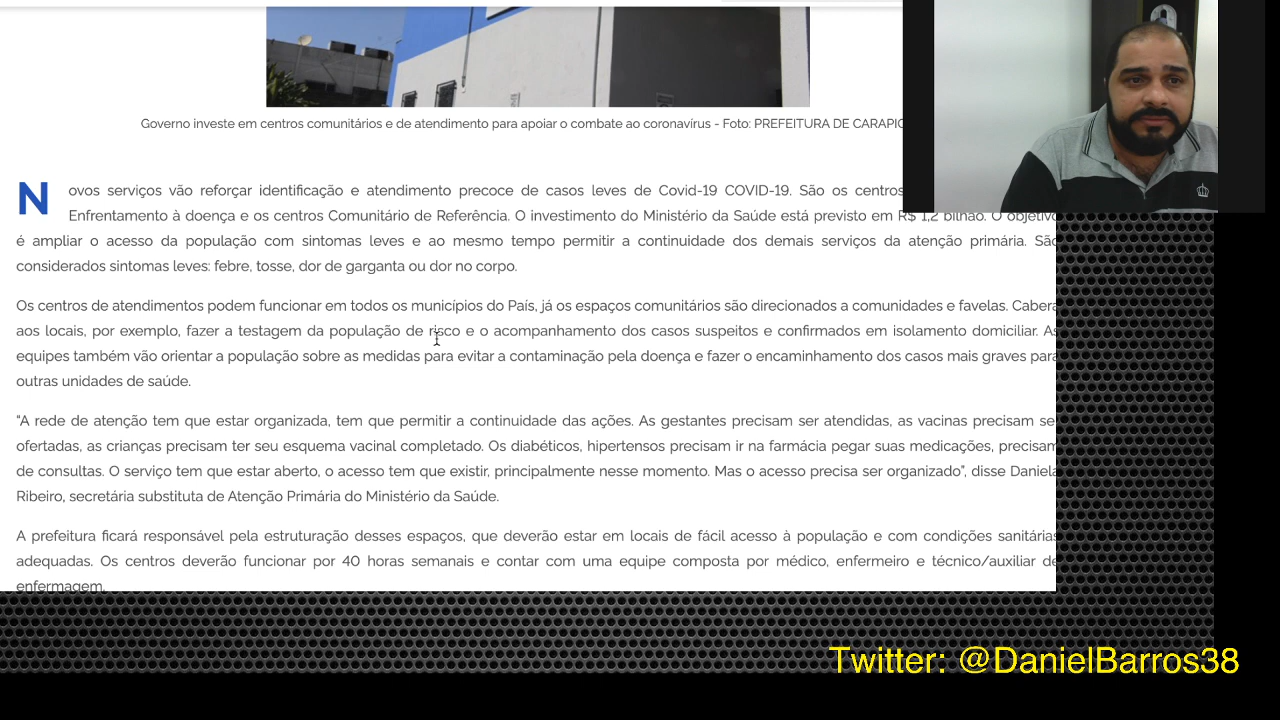 Governo investe em centros comunitários e de atendimento para apoiar o combate ao coronavírus - Foto: PREFEITURA DE CARAPIC
Novos serviços vão reforçar identificação e atendimento precoce de casos leves de Covid-19 COVID-19. São os centros
Enfrentamento à doença e os centros Comunitário de Referência. O investimento do Ministério da Saúde está previsto em R$ 1,2 bilhão. O objetivo
é ampliar o acesso da população com sintomas leves e ao mesmo tempo permitir a continuidade dos demais serviços da atenção primária. São
considerados sintomas leves: febre, tosse, dor de garganta ou dor no corpo.
Os centros de atendimentos podem funcionar em todos os municípios do País, já os espaços comunitários são direcionados a comunidades e favelas. Caberá
aos locais, por exemplo, fazer a testagem da população de risco e o acompanhamento dos casos suspeitos e confirmados em isolamento domiciliar. As
equipes também vão orientar a população sobre as medidas para evitar a contaminação pela doença e fazer o encaminhamento dos casos mais graves para
outras unidades de saúde.
“A rede de atenção tem que estar organizada, tem que permitir a continuidade das ações. As gestantes precisam ser atendidas, as vacinas precisam se
ofertadas, as crianças precisam ter seu esquema vacinal completado. Os diabéticos, hipertensos precisam ir na farmácia pegar suas medicações, precisam
de consultas. O serviço tem que estar aberto, o acesso tem que existir, principalmente nesse momento. Mas o acesso precisa ser organizado”, disse Daniela
Ribeiro, secretária substituta de Atenção Primária do Ministério da Saúde.
A prefeitura ficará responsável pela estruturação desses espaços, que deverão estar em locais de fácil acesso à população e com condições sanitárias
adequadas. Os centros deverão funcionar por 40 horas semanais e contar com uma equipe composta por médico, enfermeiro e técnico/auxiliar de
enfermagem.
Twitter: @DanielBarros38